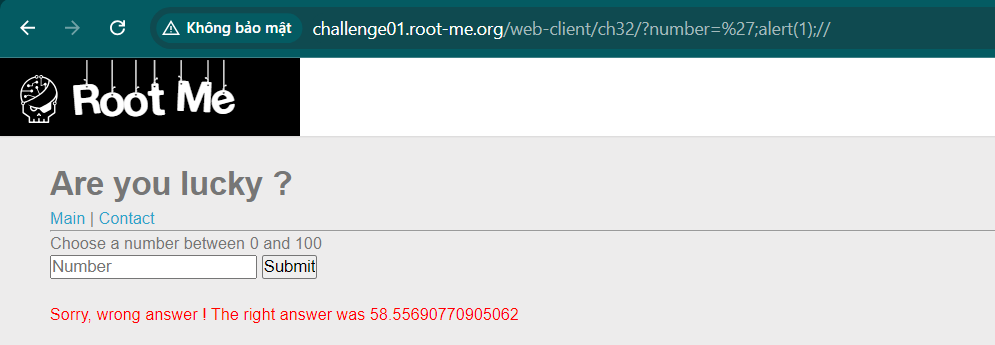 Không bảo mật challenge01.root-me.org/web-client/ch32/?number=%27;alert(1);//
Root Me
Are you lucky ?
Main | Contact
Choose a number between 0 and 100
Number Submit
Sorry, wrong answer ! The right answer was 58.55690770905062